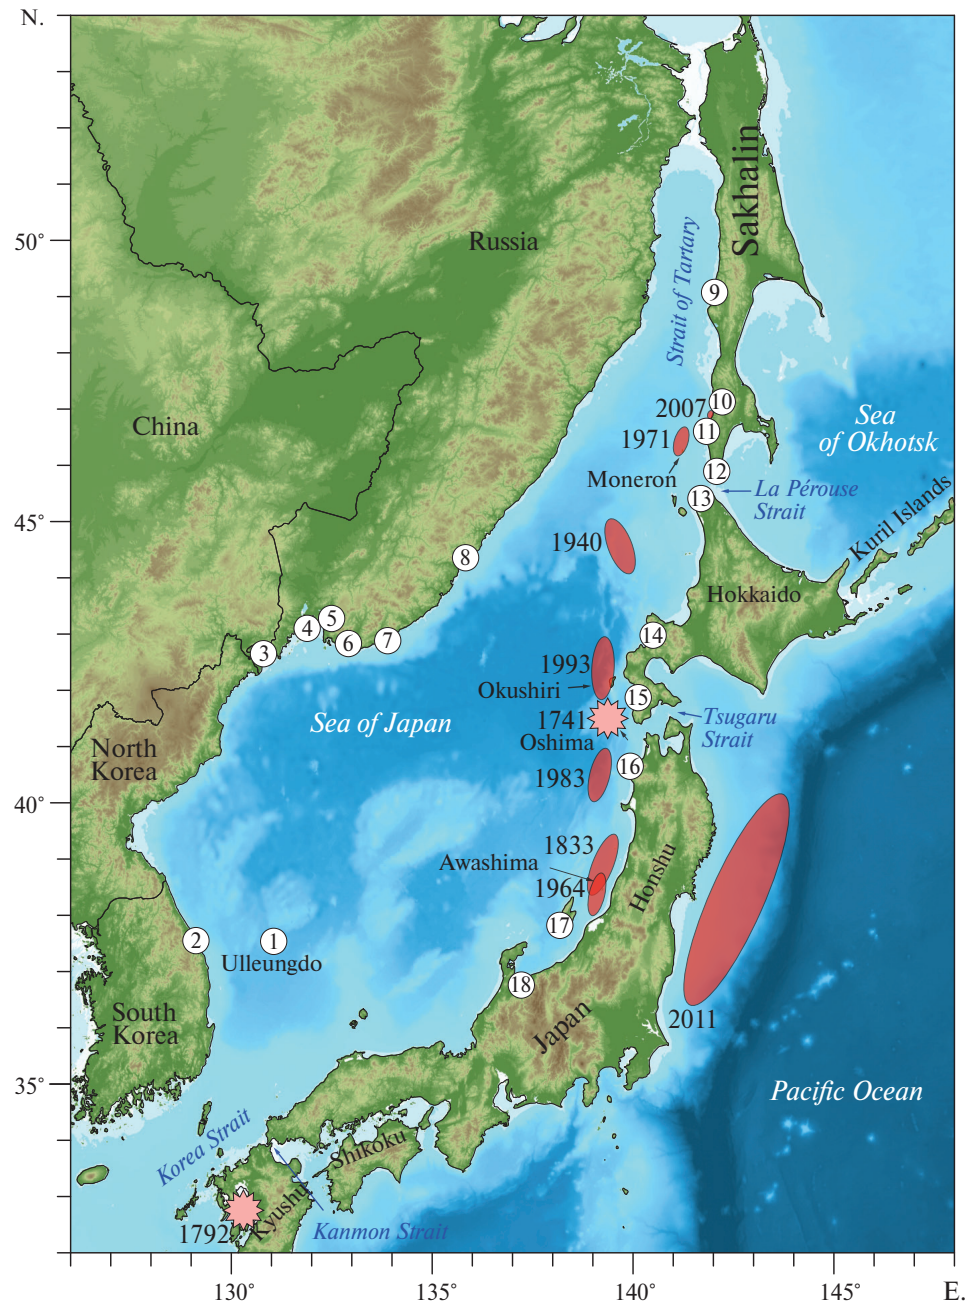 N.
50°
45°
40°
35°
130°
135°
140°
145°
E.
Russia
China
North
Korea
South
Korea
Sakhalin
Strait of Tartary
Sea
of Okhotsk
Kuril Islands
La Pérouse
Strait
Moneron
Hokkaido
Okushiri
Oshima
Tsugaru
Strait
Sea of Japan
Awashima
Honshu
Japan
Ulleungdo
Pacific Ocean
Korea Strait
Shikoku
Kyushu
Kanmon Strait
2007
1971
1940
1993
1741
1983
1833
1964
2011
1792
1
2
3
4
5
6
7
8
9
10
11
12
13
14
15
16
17
18